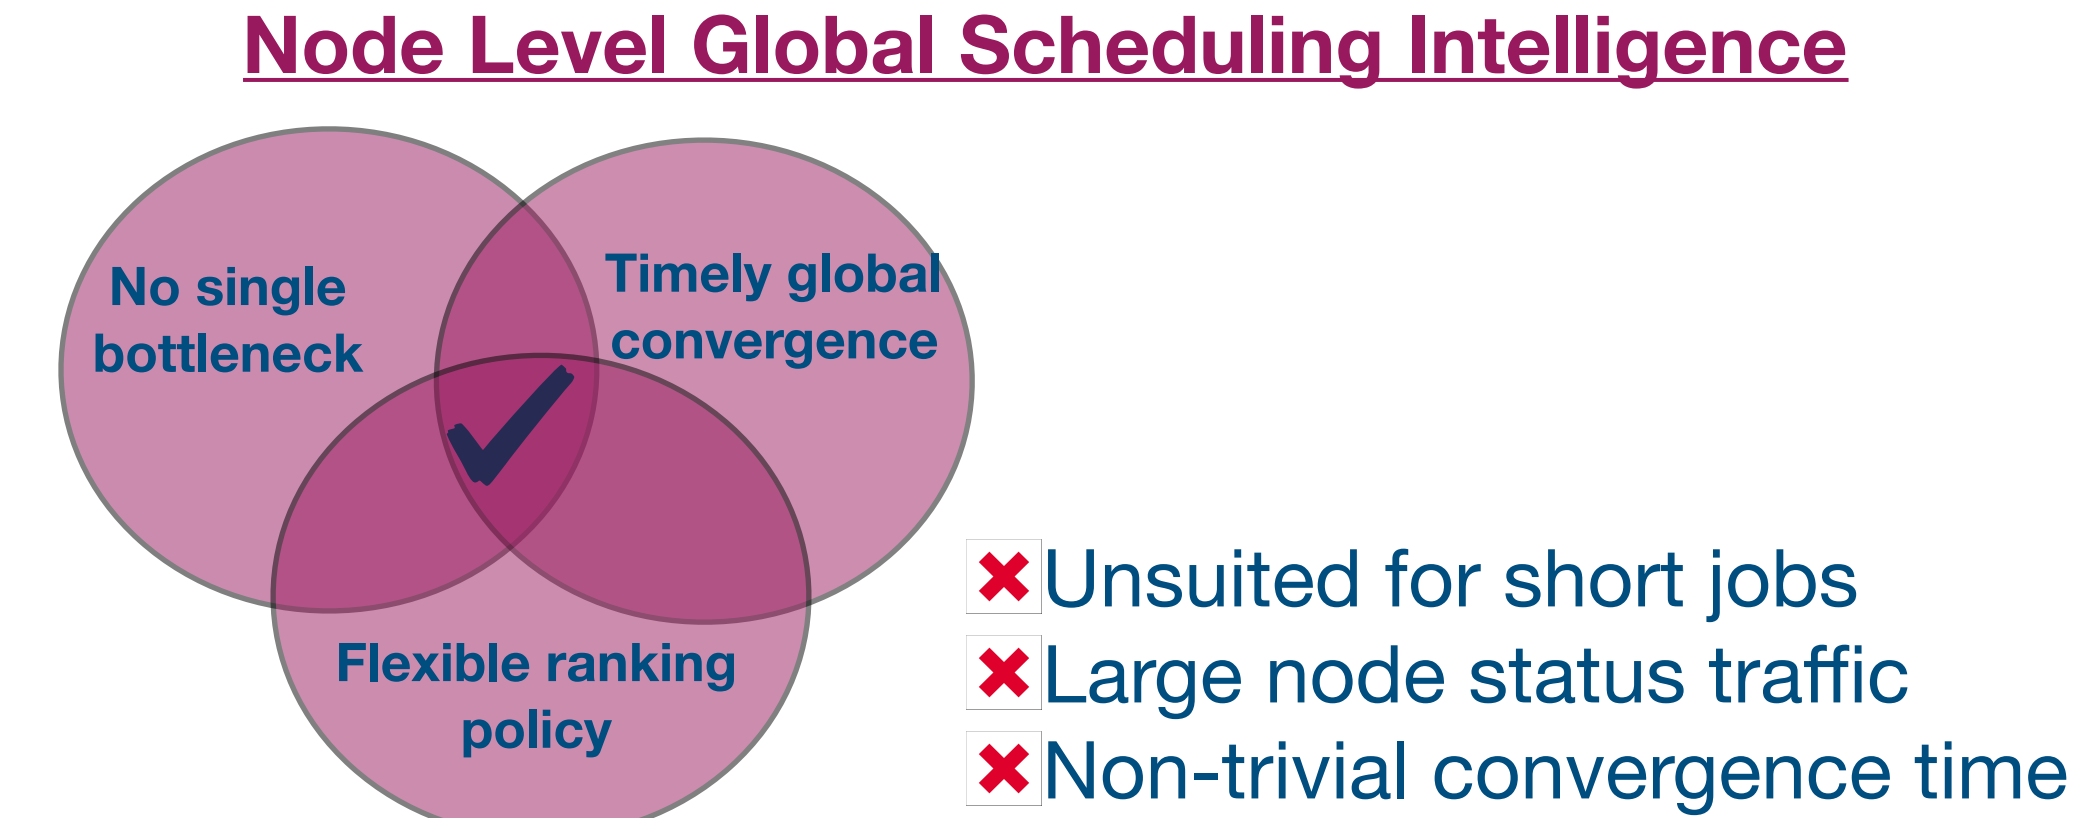 Node Level Global Scheduling Intelligence
No single
bottleneck
Timely global
convergence
Flexible ranking
policy
Unsuited for short jobs
Large node status traffic
Non-trivial convergence time